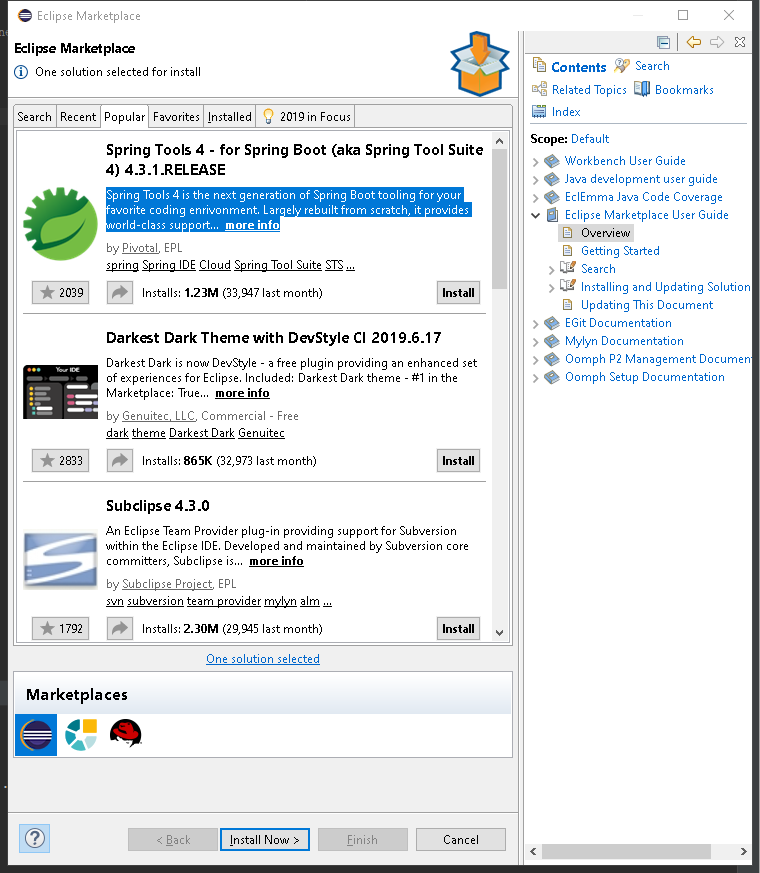 Eclipse Marketplace
Eclipse Marketplace
One solution selected for install
Search Recent Popular Favorites Installed 2019 in Focus
Spring Tools 4 - for Spring Boot (aka Spring Tool Suite
4) 4.3.1.RELEASE
Spring Tools 4 is the next generation of Spring Boot tooling for your
favorite coding enrivonment. Largely rebuilt from scratch, it provides
world-class support... more info
by Pivotal, EPL
spring Spring IDE Cloud Spring Tool Suite STS ...
2039 Installs: 1.23M (33,947 last month) Install
Darkest Dark Theme with DevStyle CI 2019.6.17
Your IDE
Darkest Dark is now DevStyle - a free plugin providing an enhanced set
of experiences for Eclipse. Included: Darkest Dark theme - #1 in the
Marketplace: True... more info
by Genuitec, LLC, Commercial - Free
dark theme Darkest Dark Genuitec
2833 Installs: 865K (32,973 last month) Install
Subclipse 4.3.0
An Eclipse Team Provider plug-in providing support for Subversion
within the Eclipse IDE. Developed and maintained by Subversion core
committers, Subclipse is... more info
by Subclipse Project, EPL
svn subversion team provider mylyn alm ...
1792 Installs: 2.30M (29,945 last month) Install
One solution selected
Marketplaces
? < Back Install Now > Finish Cancel
Contents Search
Related Topics Bookmarks
Index
Scope: Default
Workbench User Guide
Java development user guide
EclEmma Java Code Coverage
Eclipse Marketplace User Guide
Overview
Getting Started
Search
Installing and Updating Solution
Updating This Document
EGit Documentation
Mylyn Documentation
Oomph P2 Management Documen
Oomph Setup Documentation